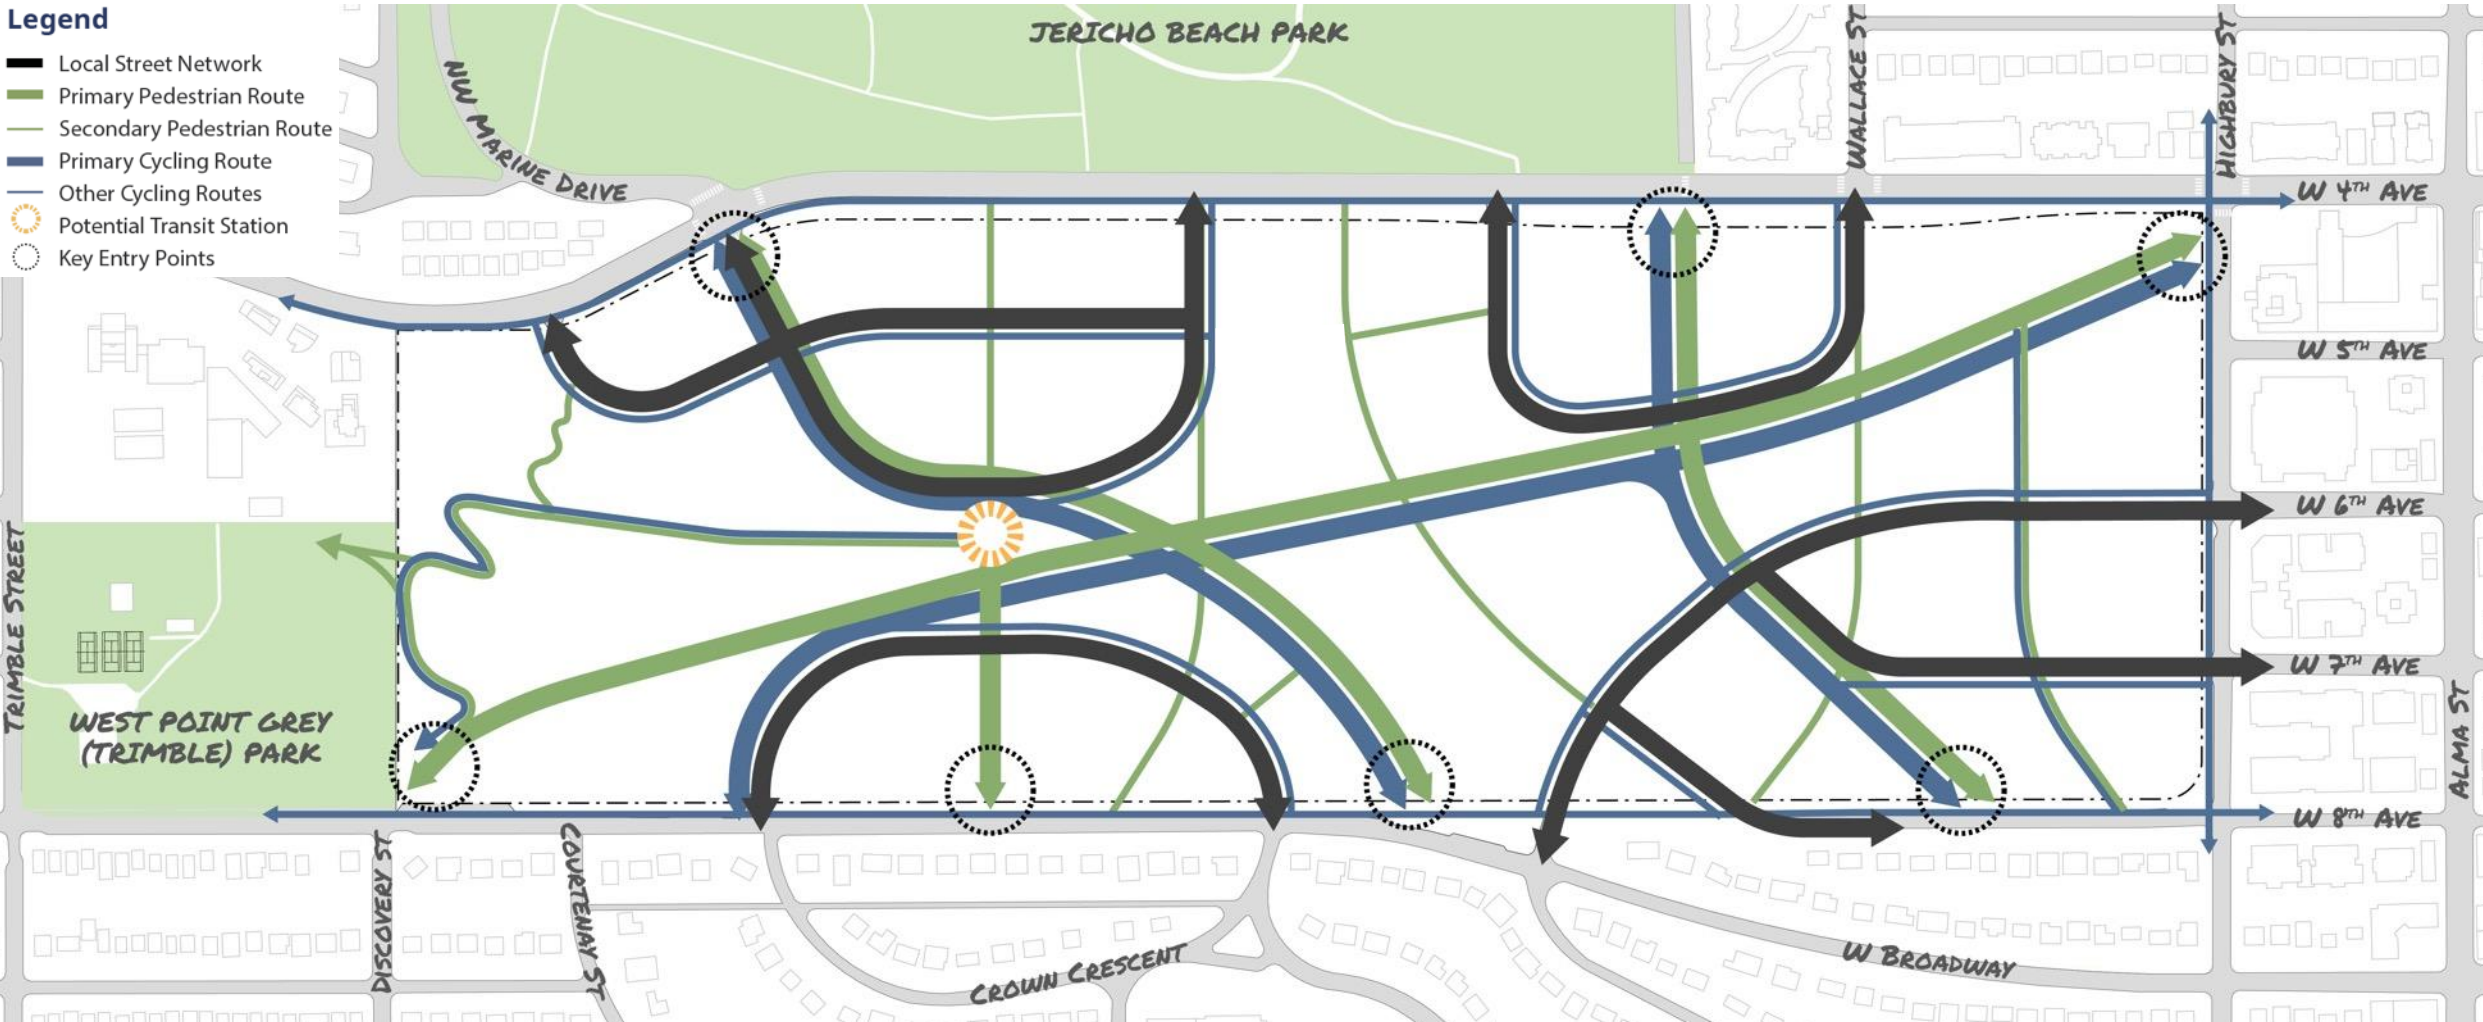 Legend
Local Street Network
Primary Pedestrian Route
Secondary Pedestrian Route
Primary Cycling Route
Other Cycling Routes
Potential Transit Station
Key Entry Points
JERICHO BEACH PARK
NW MARINE DRIVE
WALLACE ST
HIGHBURY ST
W 4TH AVE
W 5TH AVE
W 6TH AVE
W 7TH AVE
W 8TH AVE
ALMA ST
TRIMBLE STREET
WEST POINT GREY
(TRIMBLE) PARK
DISCOVERY ST
COURTENAY ST
CROWN CRESCENT
W BROADWAY